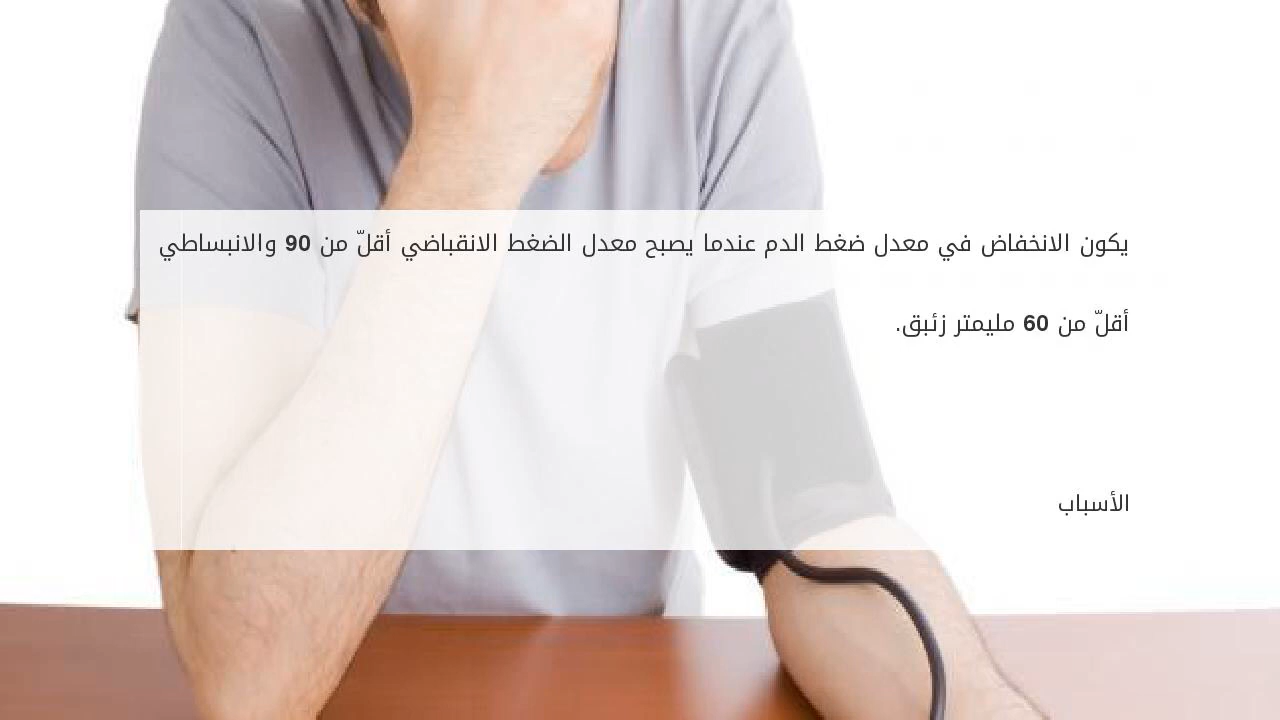 يكون الانخفاض في معدل ضغط الدم عندما يصبح معدل الضغط الانقباضي أقلّ من 90 والانبساطي
أقلّ من 60 مليمتر زئبق.
الأسباب